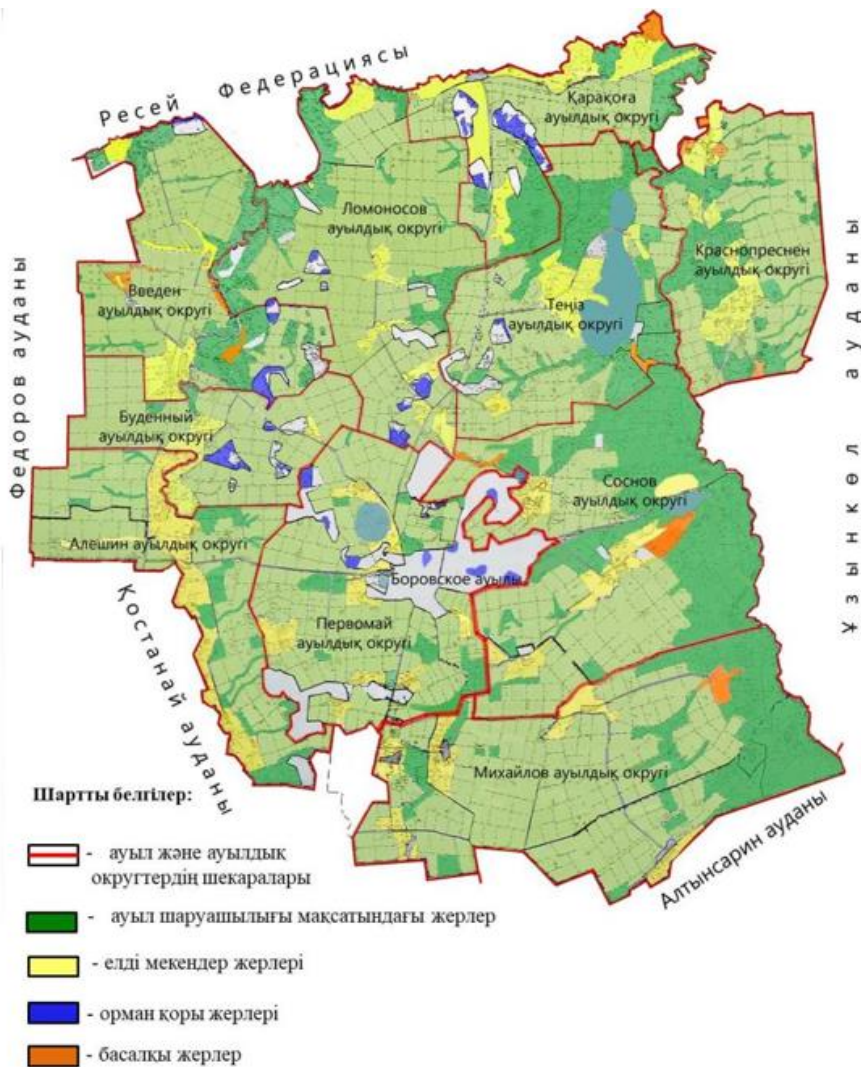 Ресей Федерациясы
Қарақоға
ауылдық округі
Ломоносов
ауылдық округі
Краснопреснен
ауылдық округі
Введен
ауылдық округі
Теңіз
ауылдық округі
Федоров ауданы
Ұзынкөл ауданы
Буденный
ауылдық округі
Соснов
ауылдық округі
Алешин ауылдық округі
Боровское ауылы
Первомай
ауылдық округі
Қостанай ауданы
Михайлов ауылдық округі
Алтынсарин ауданы
Шартты белгілер:
- ауыл және ауылдық
округтердің шекаралары
- ауыл шаруашылығы мақсатындағы жерлер
- елді мекендер жерлері
- орман қоры жерлері
- басалқы жерлер